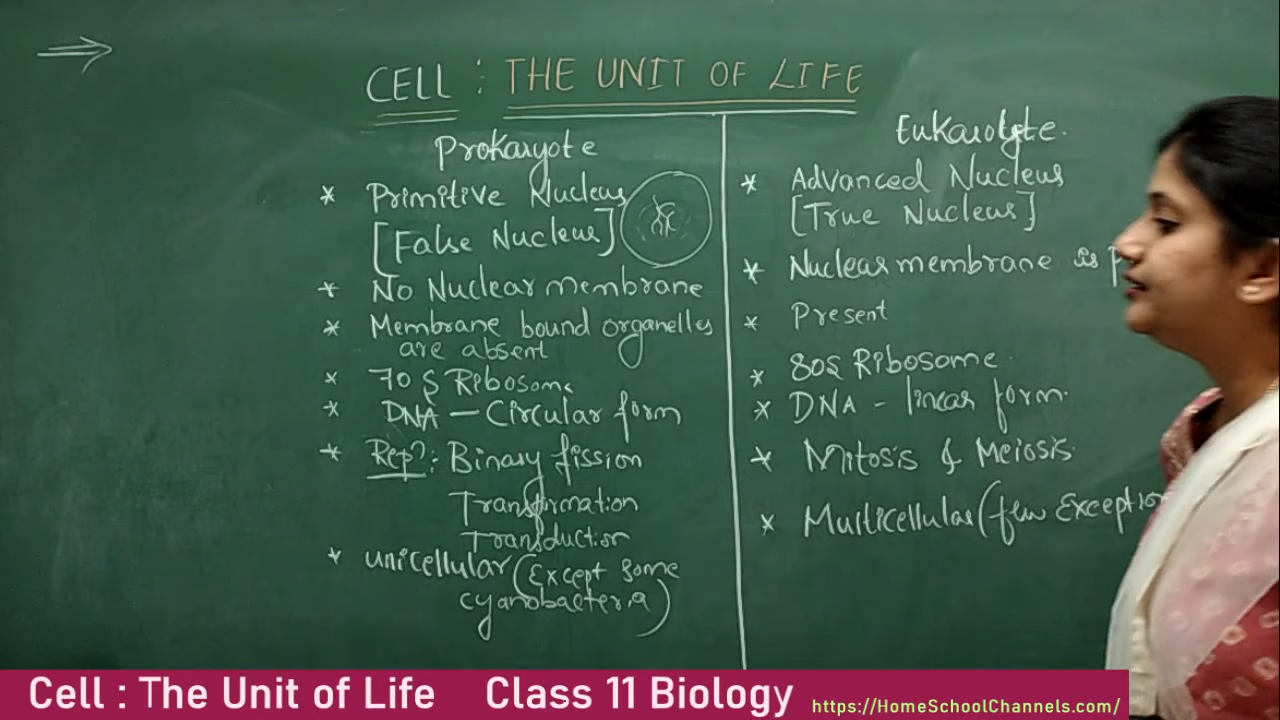 CELL : THE UNIT OF LIFE
Prokaryote
* Primitive Nucleus
[False Nucleus]
* No Nuclear membrane
* Membrane bound organelles
are absent
* 70 S Ribosome
* DNA — Circular form
* Repⁿ: Binary fission
Transformation
Transduction
* unicellular (Except some
cyanobacteria)
Eukaryote.
* Advanced Nucleus
[True Nucleus]
* Nuclear membrane is
* Present
* 80S Ribosome.
* DNA - linear form.
* Mitosis & Meiosis.
* Multicellular (few Exception
Cell : The Unit of Life Class 11 Biology https://HomeSchoolChannels.com/